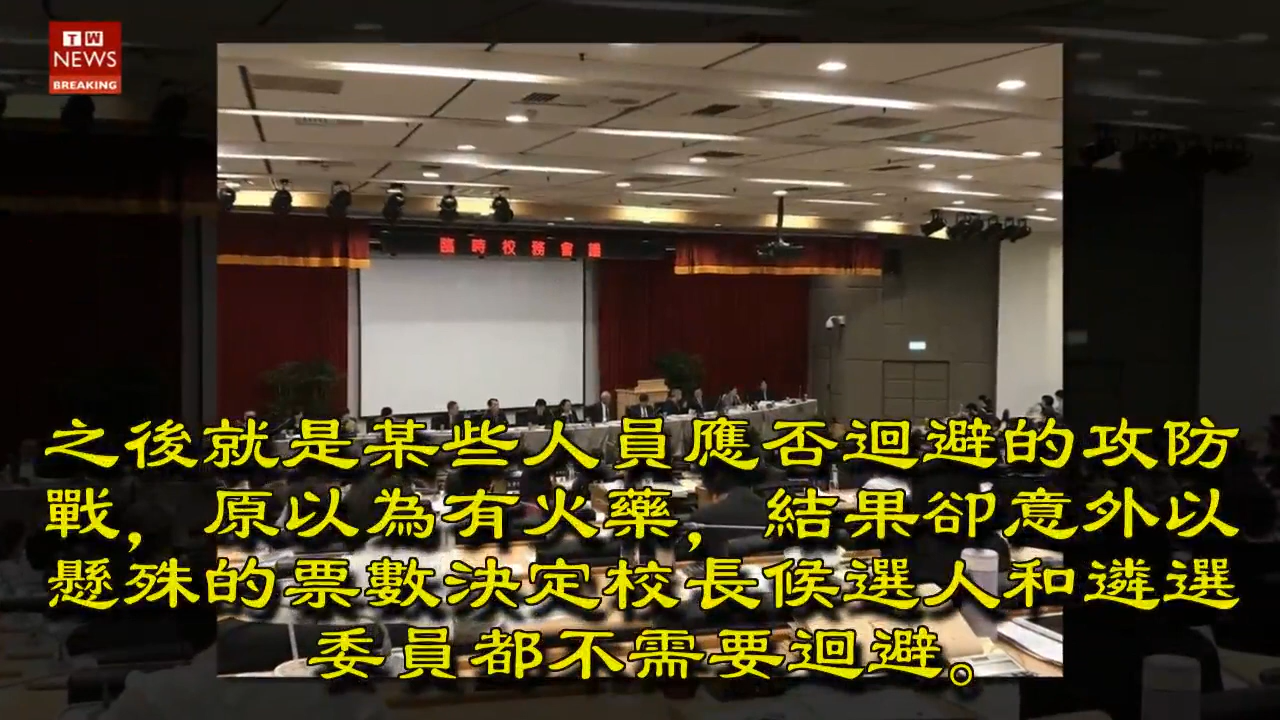 TW
NEWS
BREAKING
臨時校務會議
之後就是某些人員應否迴避的攻防
戰，原以為有火藥，結果卻意外以
懸殊的票數決定校長候選人和遴選
委員都不需要迴避。